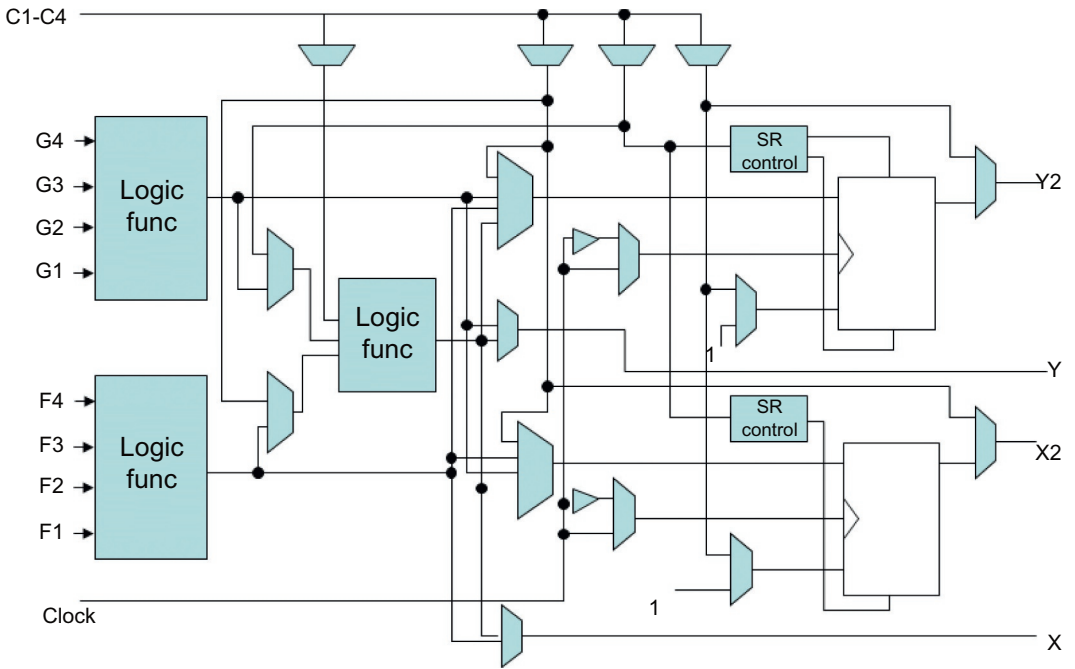 C1-C4
G4
G3
G2
G1
Logic
func
SR
control
Y2
Logic
func
1
Y
F4
F3
F2
F1
Logic
func
SR
control
X2
Clock
1
X